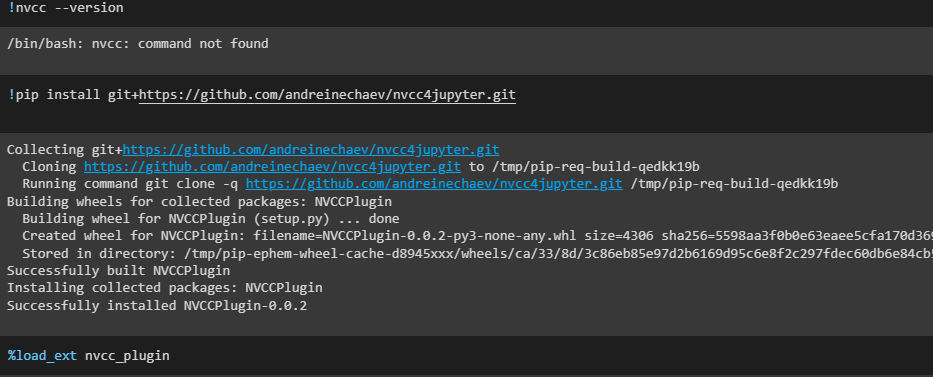 !nvcc --version
/bin/bash: nvcc: command not found
!pip install git+https://github.com/andreinechaev/nvcc4jupyter.git
Collecting git+https://github.com/andreinechaev/nvcc4jupyter.git
Cloning https://github.com/andreinechaev/nvcc4jupyter.git to /tmp/pip-req-build-qedkk19b
Running command git clone -q https://github.com/andreinechaev/nvcc4jupyter.git /tmp/pip-req-build-qedkk19b
Building wheels for collected packages: NVCCPlugin
Building wheel for NVCCPlugin (setup.py) ... done
Created wheel for NVCCPlugin: filename=NVCCPlugin-0.0.2-py3-none-any.whl size=4306 sha256=5598aa3f0b0e63eaee5cfa170d369
Stored in directory: /tmp/pip-ephem-wheel-cache-d8945xxx/wheels/ca/33/8d/3c86eb85e97d2b6169d95c6e8f2c297fdec60db6e84cb5
Successfully built NVCCPlugin
Installing collected packages: NVCCPlugin
Successfully installed NVCCPlugin-0.0.2
%load_ext nvcc_plugin